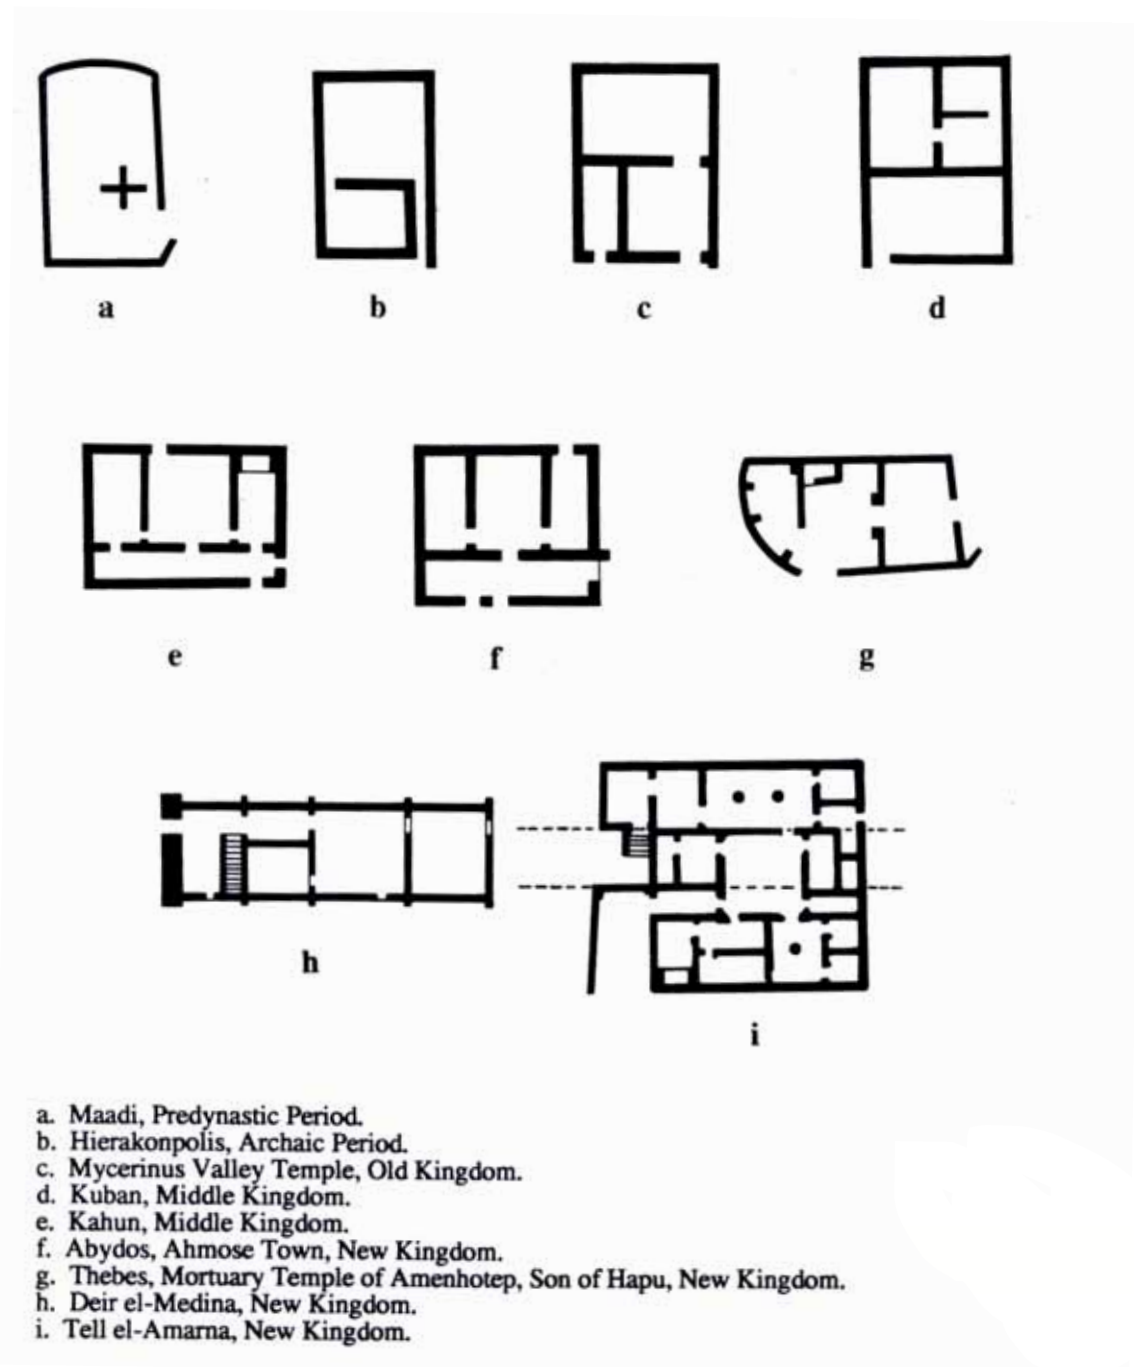 a
b
c
d
e
f
g
h
i
a. Maadi, Predynastic Period.
b. Hierakonpolis, Archaic Period.
c. Mycerinus Valley Temple, Old Kingdom.
d. Kuban, Middle Kingdom.
e. Kahun, Middle Kingdom.
f. Abydos, Ahmose Town, New Kingdom.
g. Thebes, Mortuary Temple of Amenhotep, Son of Hapu, New Kingdom.
h. Deir el-Medina, New Kingdom.
i. Tell el-Amarna, New Kingdom.